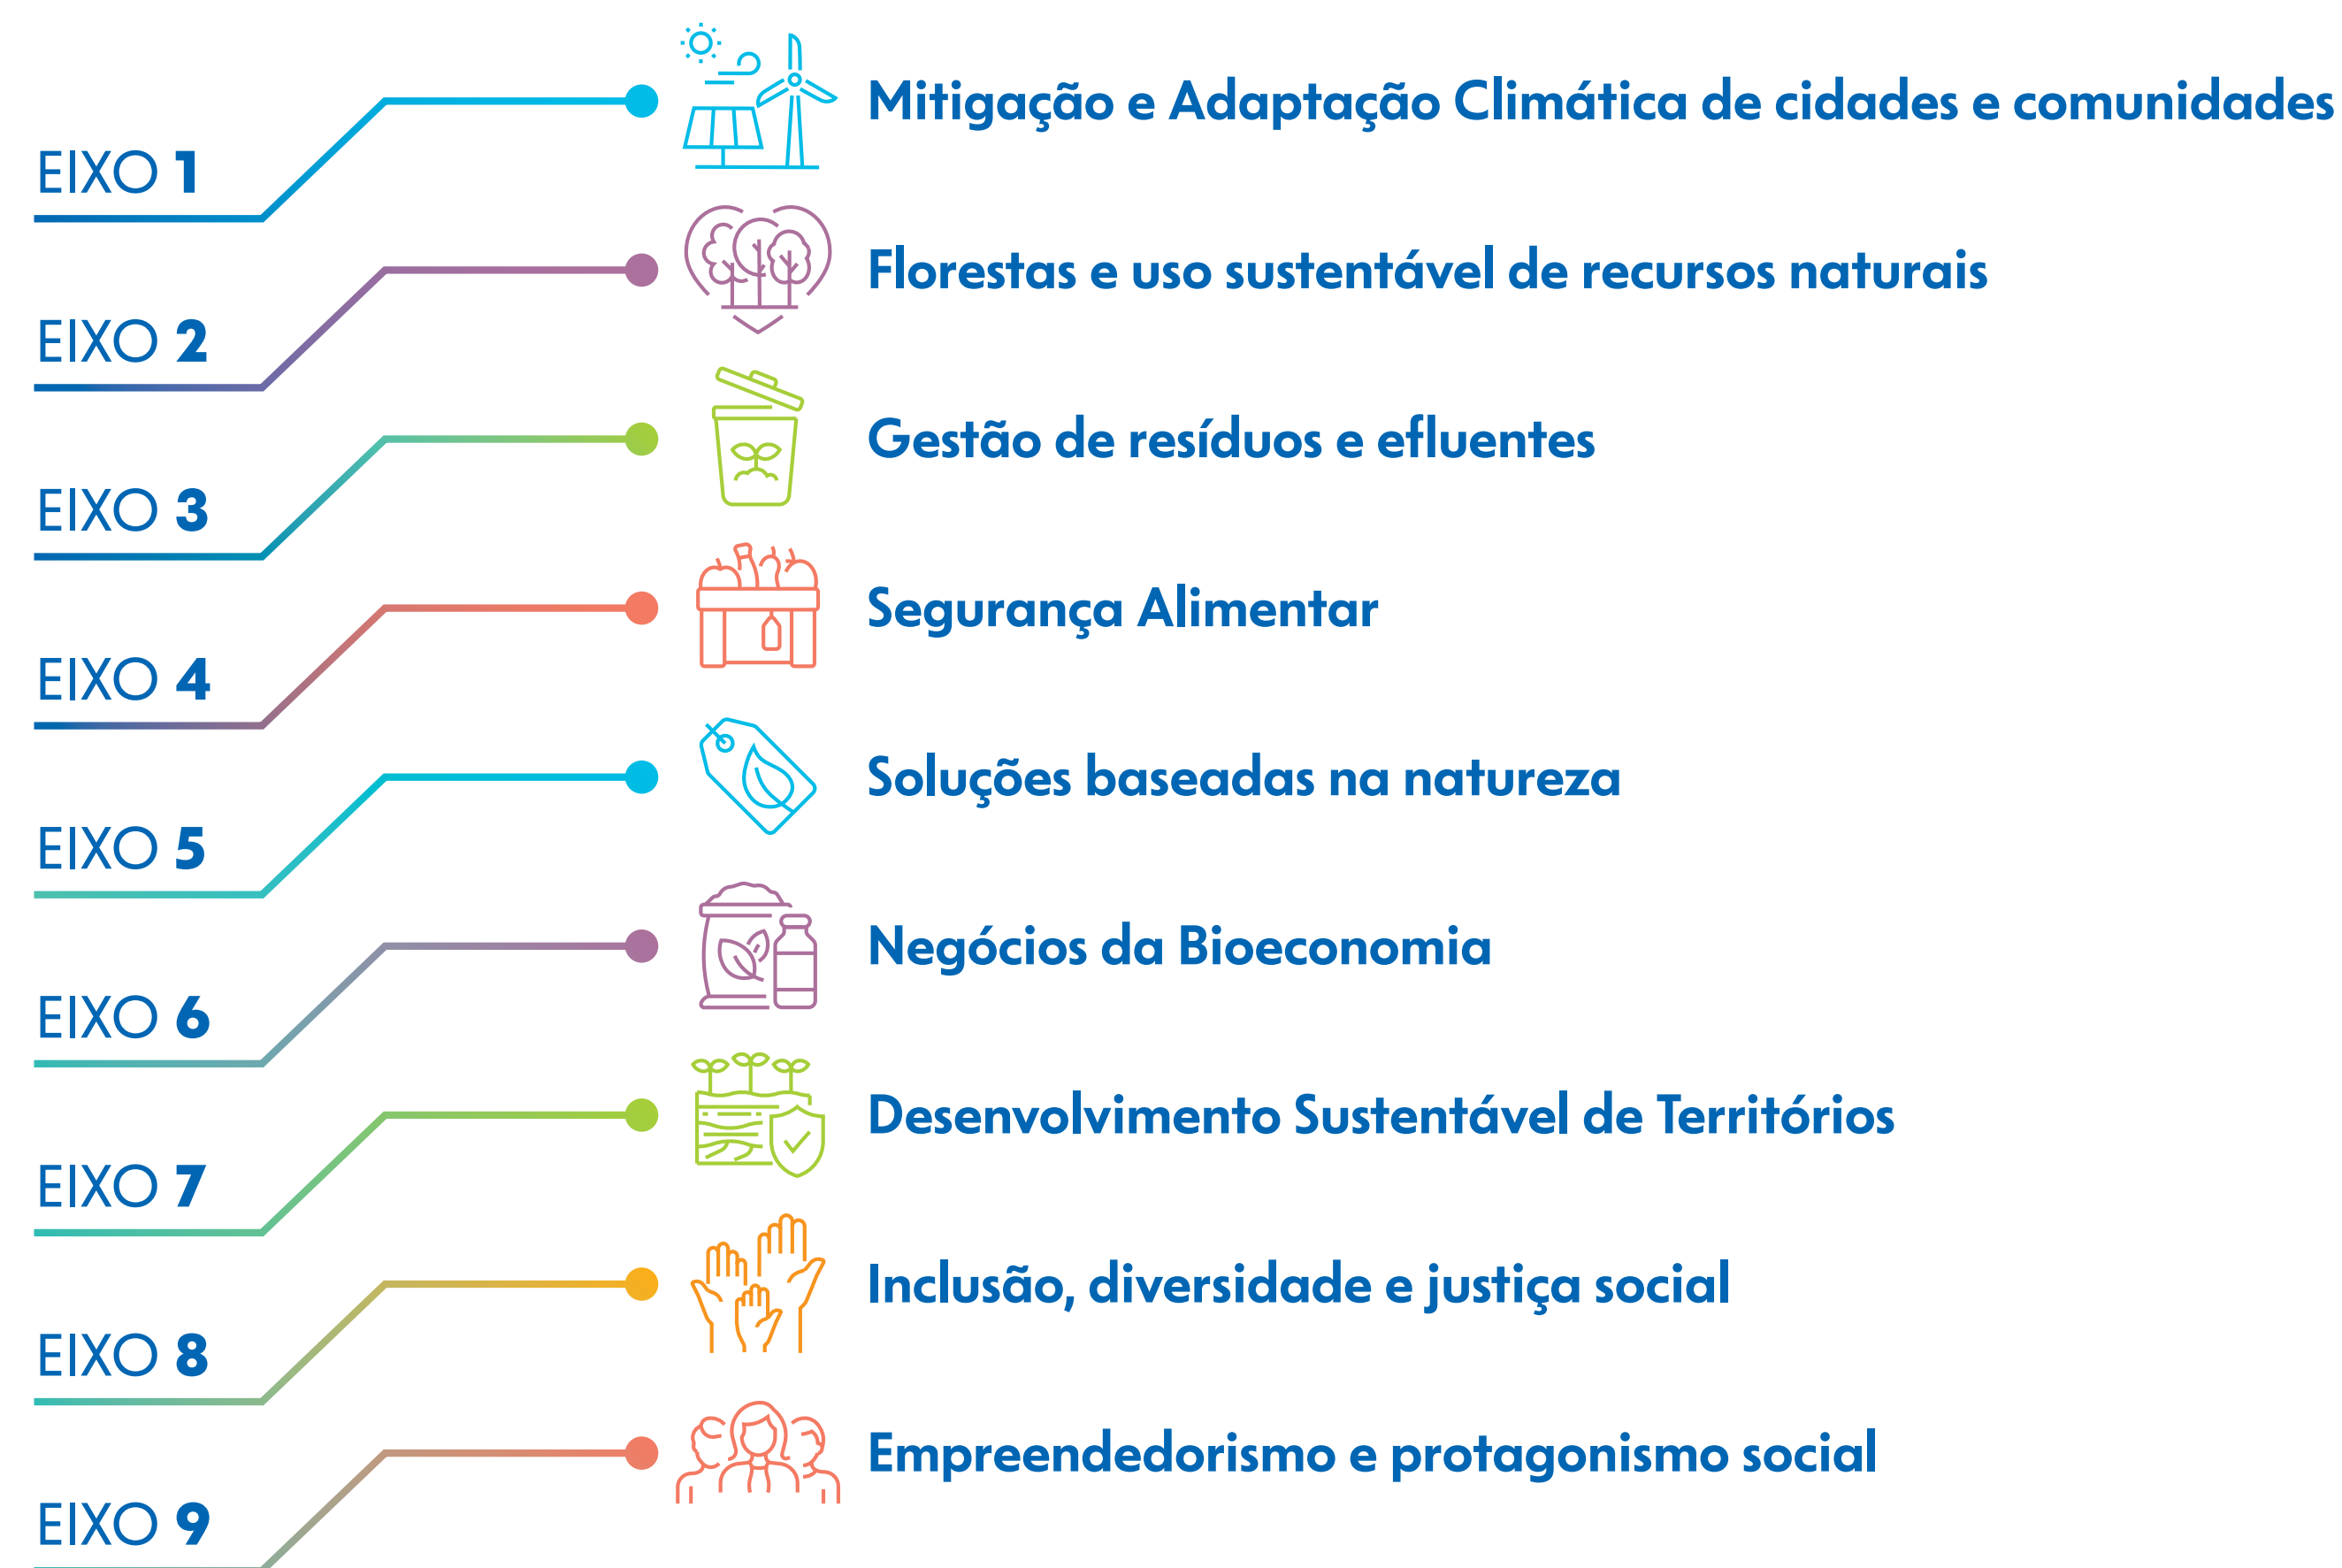 EIXO 1
Mitigação e Adaptação Climática de cidades e comunidades
EIXO 2
Florestas e uso sustentável de recursos naturais
EIXO 3
Gestão de resíduos e efluentes
EIXO 4
Segurança Alimentar
EIXO 5
Soluções baseadas na natureza
EIXO 6
Negócios da Bioeconomia
EIXO 7
Desenvolvimento Sustentável de Territórios
EIXO 8
Inclusão, diversidade e justiça social
EIXO 9
Empreendedorismo e protagonismo social